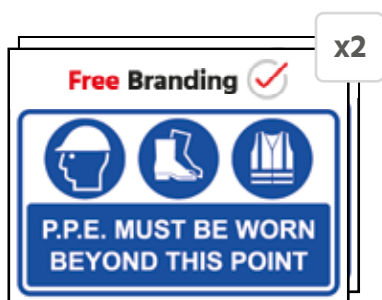 x2
Free Branding
P.P.E. MUST BE WORN
BEYOND THIS POINT